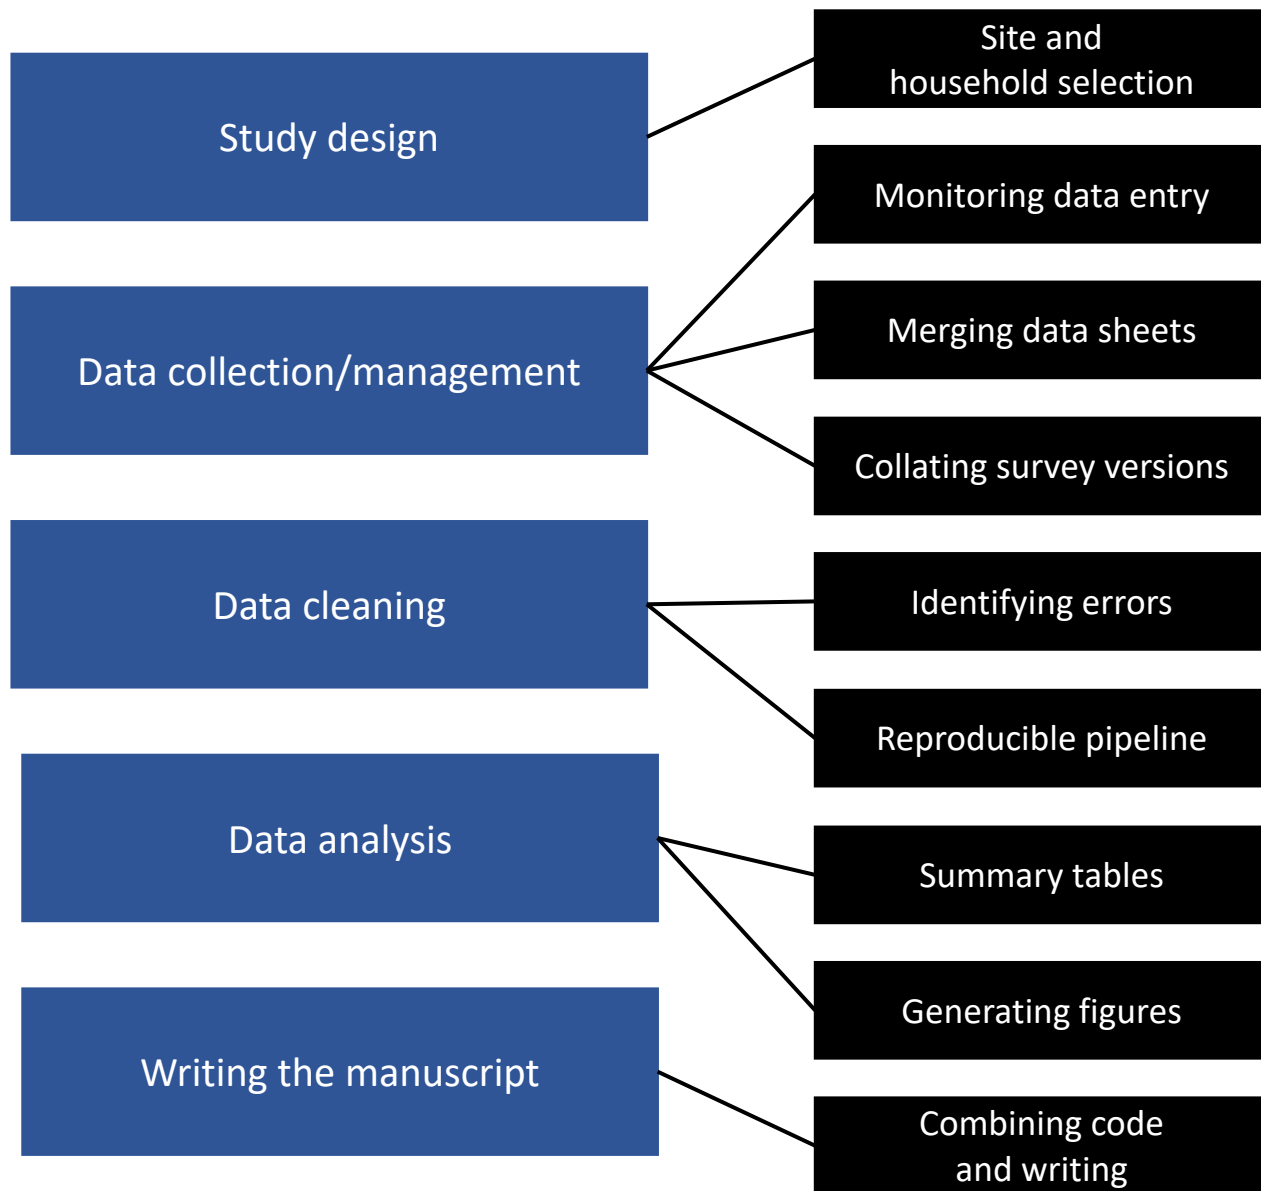 Study design
Site and
household selection
Data collection/management
Monitoring data entry
Merging data sheets
Collating survey versions
Data cleaning
Identifying errors
Reproducible pipeline
Data analysis
Summary tables
Generating figures
Writing the manuscript
Combining code
and writing